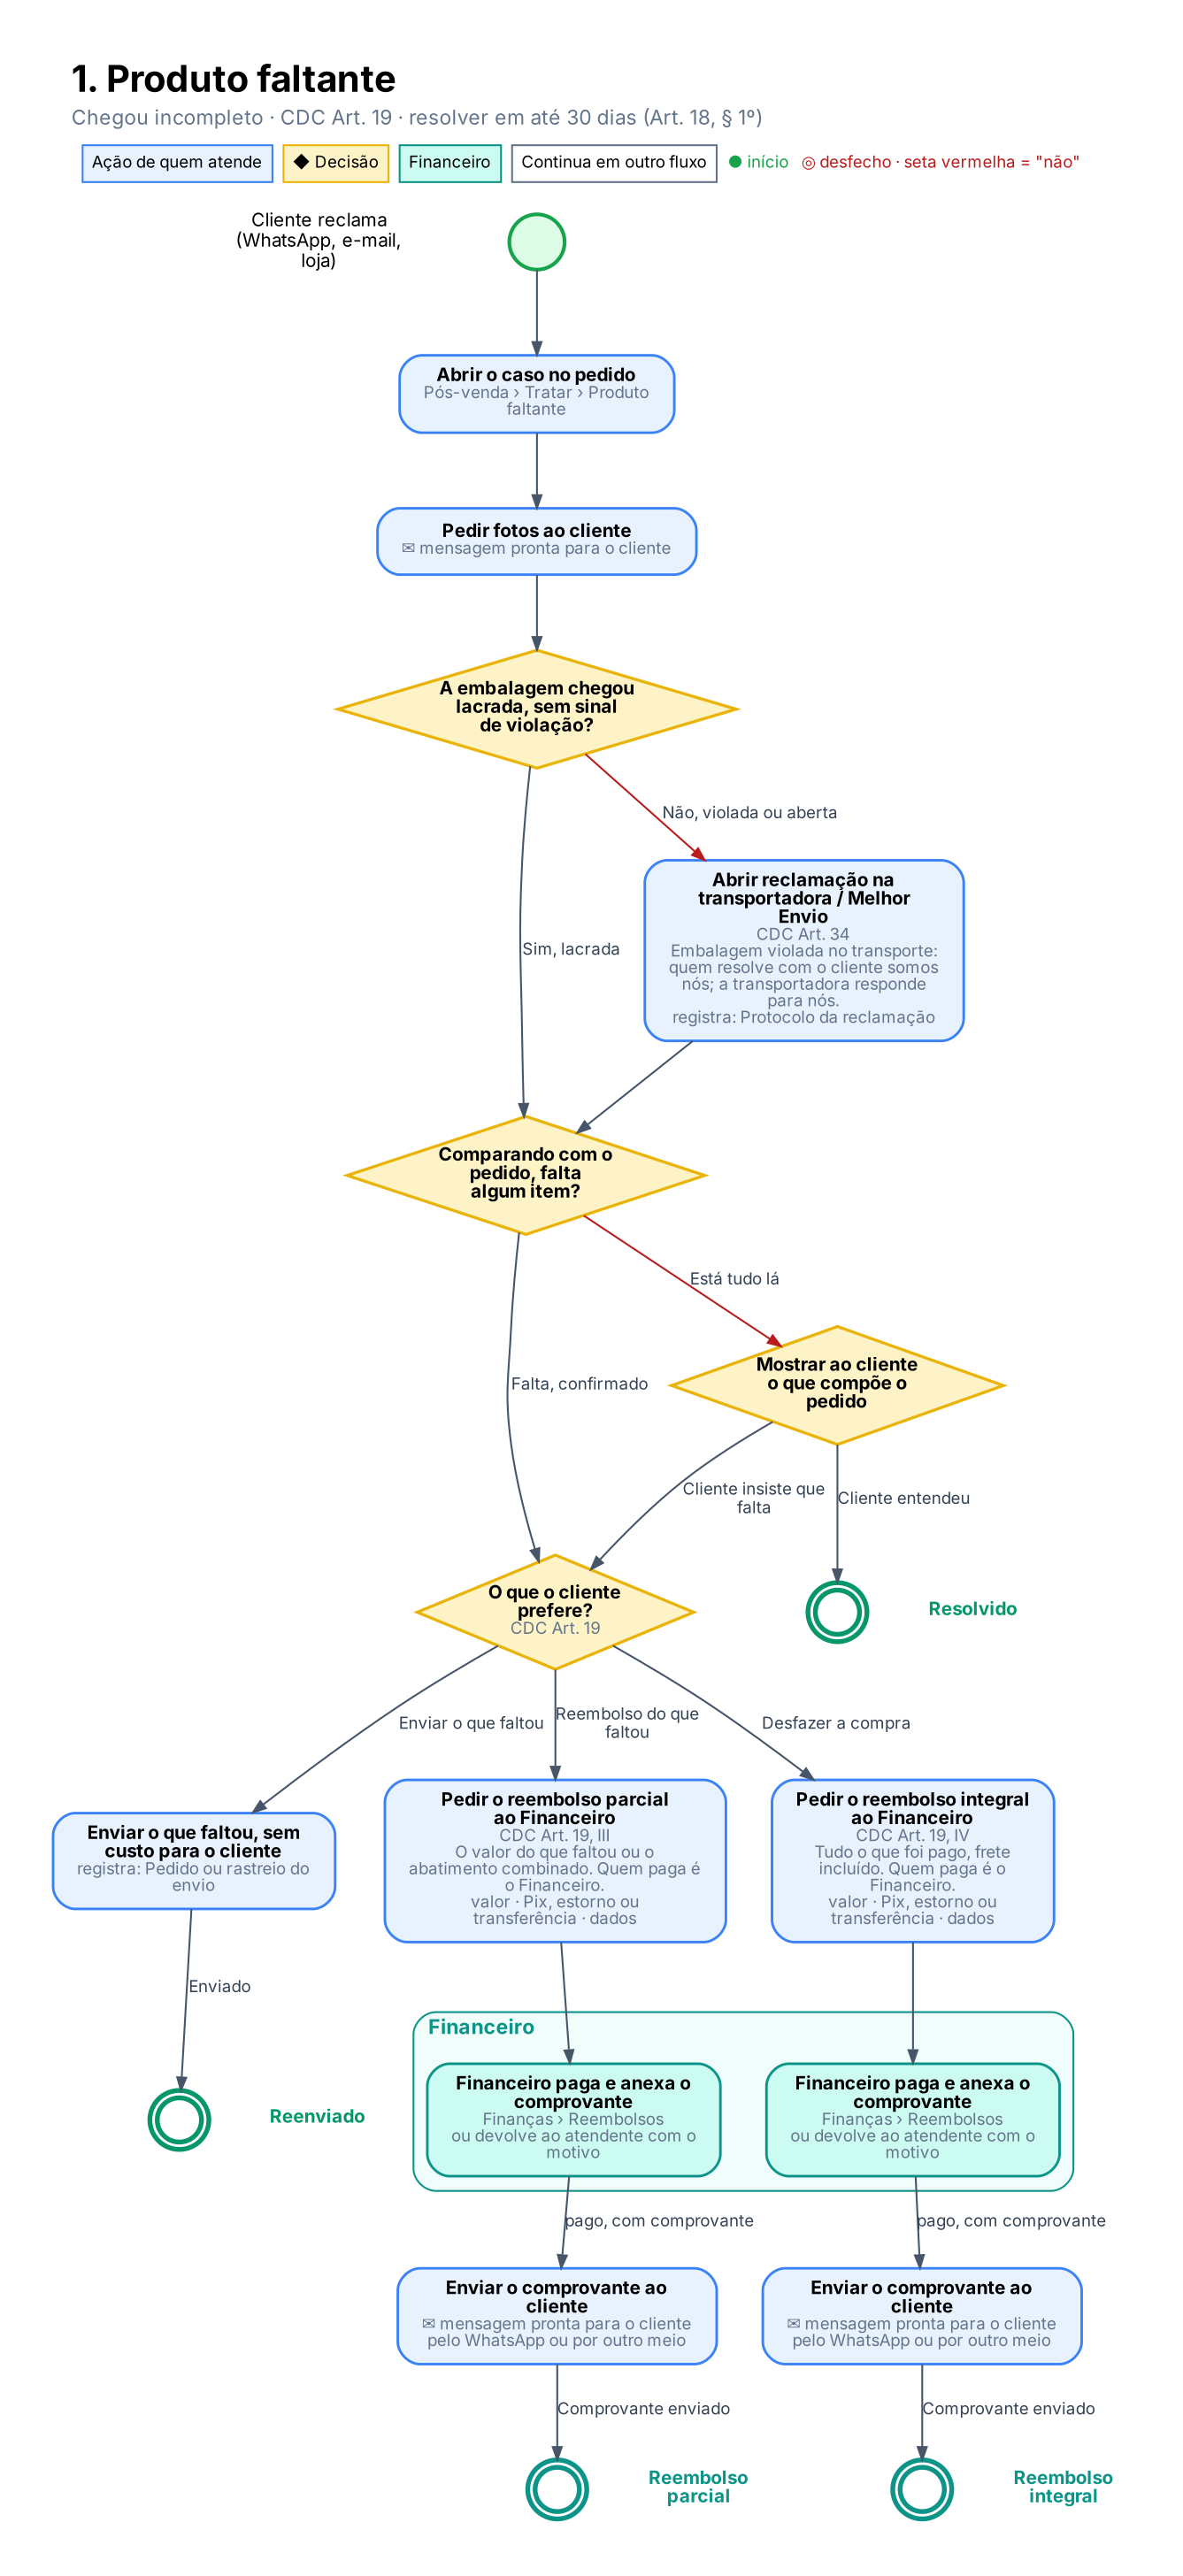 1. Produto faltante
Chegou incompleto · CDC Art. 19 · resolver em até 30 dias (Art. 18, § 1º)
Ação de quem atende
◆ Decisão
Financeiro
Continua em outro fluxo
● início
◎ desfecho · seta vermelha = "não"
Cliente reclama
(WhatsApp, e-mail,
loja)
Abrir o caso no pedido
Pós-venda › Tratar › Produto
faltante
Pedir fotos ao cliente
✉ mensagem pronta para o cliente
A embalagem chegou
lacrada, sem sinal
de violação?
Não, violada ou aberta
Abrir reclamação na
transportadora / Melhor
Envio
CDC Art. 34
Embalagem violada no transporte:
quem resolve com o cliente somos
nós; a transportadora responde
para nós.
registra: Protocolo da reclamação
Sim, lacrada
Comparando com o
pedido, falta
algum item?
Está tudo lá
Falta, confirmado
Mostrar ao cliente
o que compõe o
pedido
Cliente insiste que
falta
Cliente entendeu
O que o cliente
prefere?
CDC Art. 19
Resolvido
Enviar o que faltou
Reembolso do que
faltou
Desfazer a compra
Enviar o que faltou, sem
custo para o cliente
registra: Pedido ou rastreio do
envio
Pedir o reembolso parcial
ao Financeiro
CDC Art. 19, III
O valor do que faltou ou o
abatimento combinado. Quem paga é
o Financeiro.
valor · Pix, estorno ou
transferência · dados
Pedir o reembolso integral
ao Financeiro
CDC Art. 19, IV
Tudo o que foi pago, frete
incluído. Quem paga é o
Financeiro.
valor · Pix, estorno ou
transferência · dados
Enviado
Reenviado
Financeiro
Financeiro paga e anexa o
comprovante
Finanças › Reembolsos
ou devolve ao atendente com o
motivo
Financeiro paga e anexa o
comprovante
Finanças › Reembolsos
ou devolve ao atendente com o
motivo
pago, com comprovante
pago, com comprovante
Enviar o comprovante ao
cliente
✉ mensagem pronta para o cliente
pelo WhatsApp ou por outro meio
Enviar o comprovante ao
cliente
✉ mensagem pronta para o cliente
pelo WhatsApp ou por outro meio
Comprovante enviado
Comprovante enviado
Reembolso
parcial
Reembolso
integral